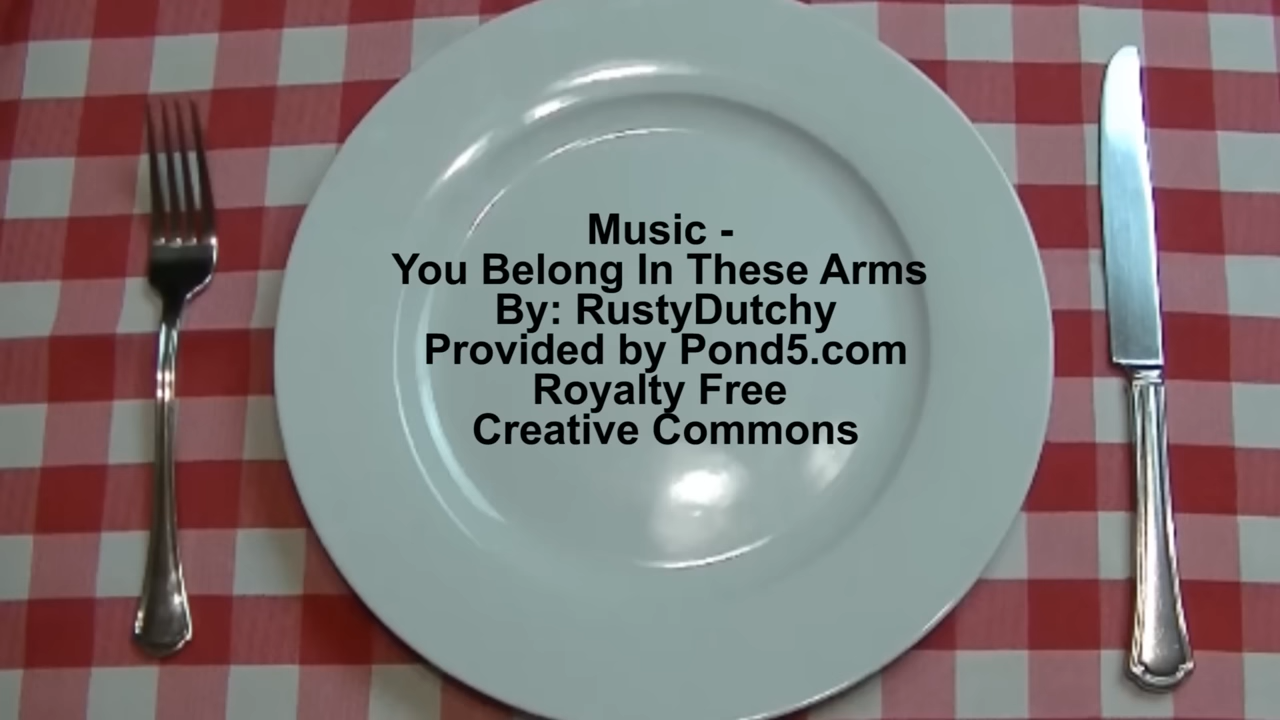 Music -
You Belong In These Arms
By: RustyDutchy
Provided by Pond5.com
Royalty Free
Creative Commons